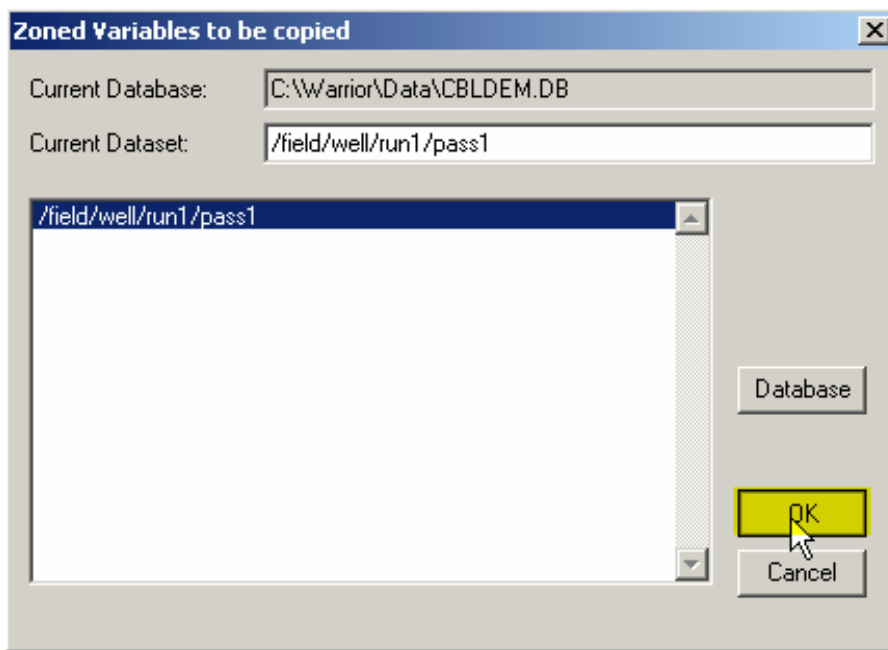 Zoned Variables to be copied
Current Database: C:\Warrior\Data\CBLDEM.DB
Current Dataset: /field/well/run1/pass1
/field/well/run1/pass1
Database
OK
Cancel